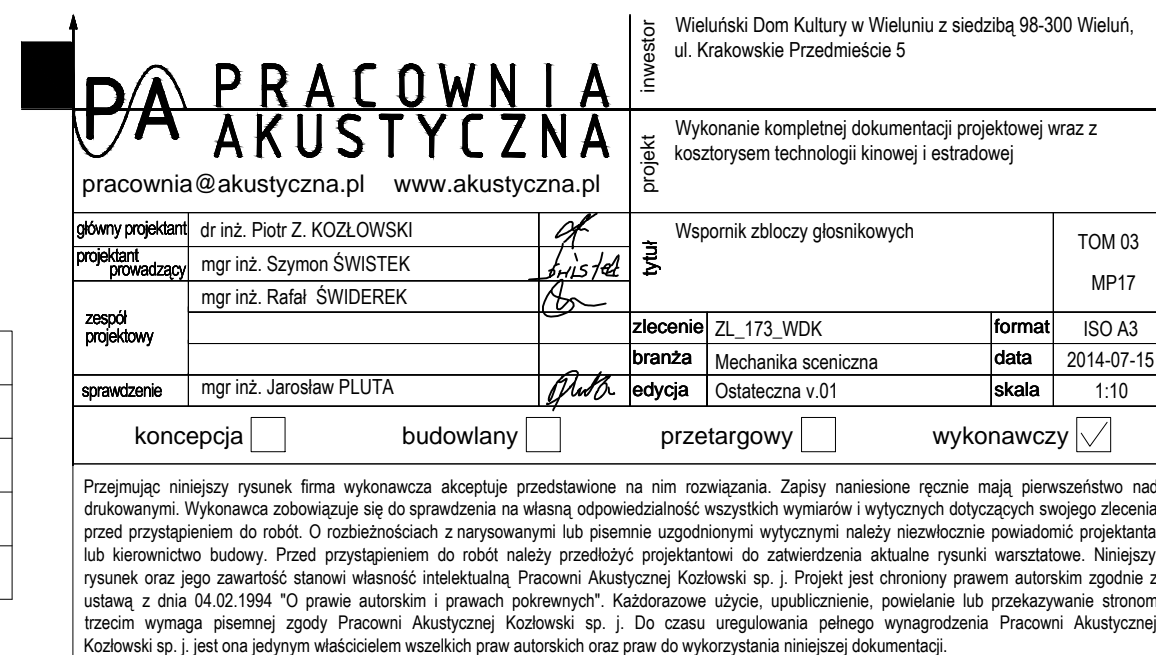 PA PRACOWNIA
AKUSTYCZNA
pracownia@akustyczna.pl www.akustyczna.pl
inwestor
Wieluński Dom Kultury w Wieluniu z siedzibą 98-300 Wieluń,
ul. Krakowskie Przedmieście 5
projekt
Wykonanie kompletnej dokumentacji projektowej wraz z
kosztorysem technologii kinowej i estradowej
główny projektant dr inż. Piotr Z. KOZŁOWSKI
projektant
prowadzący mgr inż. Szymon ŚWISTEK ŚWISTEK
zespół
projektowy
mgr inż. Rafał ŚWIDEREK
sprawdzenie mgr inż. Jarosław PLUTA Pluta
tytuł
Wspornik zbloczy głosnikowych
TOM 03
MP17
zlecenie ZL_173_WDK format ISO A3
branża Mechanika sceniczna data 2014-07-15
edycja Ostateczna v.01 skala 1:10
koncepcja budowlany przetargowy wykonawczy
Przejmując niniejszy rysunek firma wykonawcza akceptuje przedstawione na nim rozwiązania. Zapisy naniesione ręcznie mają pierwszeństwo nad
drukowanymi. Wykonawca zobowiązuje się do sprawdzenia na własną odpowiedzialność wszystkich wymiarów i wytycznych dotyczących swojego zlecenia
przed przystąpieniem do robót. O rozbieżnościach z narysowanymi lub pisemnie uzgodnionymi wytycznymi należy niezwłocznie powiadomić projektanta
lub kierownictwo budowy. Przed przystąpieniem do robót należy przedłożyć projektantowi do zatwierdzenia aktualne rysunki warsztatowe. Niniejszy
rysunek oraz jego zawartość stanowi własność intelektualną Pracowni Akustycznej Kozłowski sp. j. Projekt jest chroniony prawem autorskim zgodnie z
ustawą z dnia 04.02.1994 "O prawie autorskim i prawach pokrewnych". Każdorazowe użycie, upublicznienie, powielanie lub przekazywanie stronom
trzecim wymaga pisemnej zgody Pracowni Akustycznej Kozłowski sp. j. Do czasu uregulowania pełnego wynagrodzenia Pracowni Akustycznej
Kozłowski sp. j. jest ona jedynym właścicielem wszelkich praw autorskich oraz praw do wykorzystania niniejszej dokumentacji.